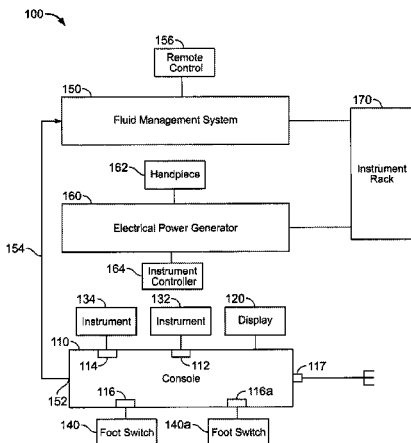 100
156
Remote
Control
150
170
Fluid Management System
162
Handpiece
Instrument
Rack
160
Electrical Power Generator
154
164
Instrument
Controller
134
132
120
Instrument
Instrument
Display
110
114
112
117
Console
152
116
116a
140
Foot Switch
140a
Foot Switch